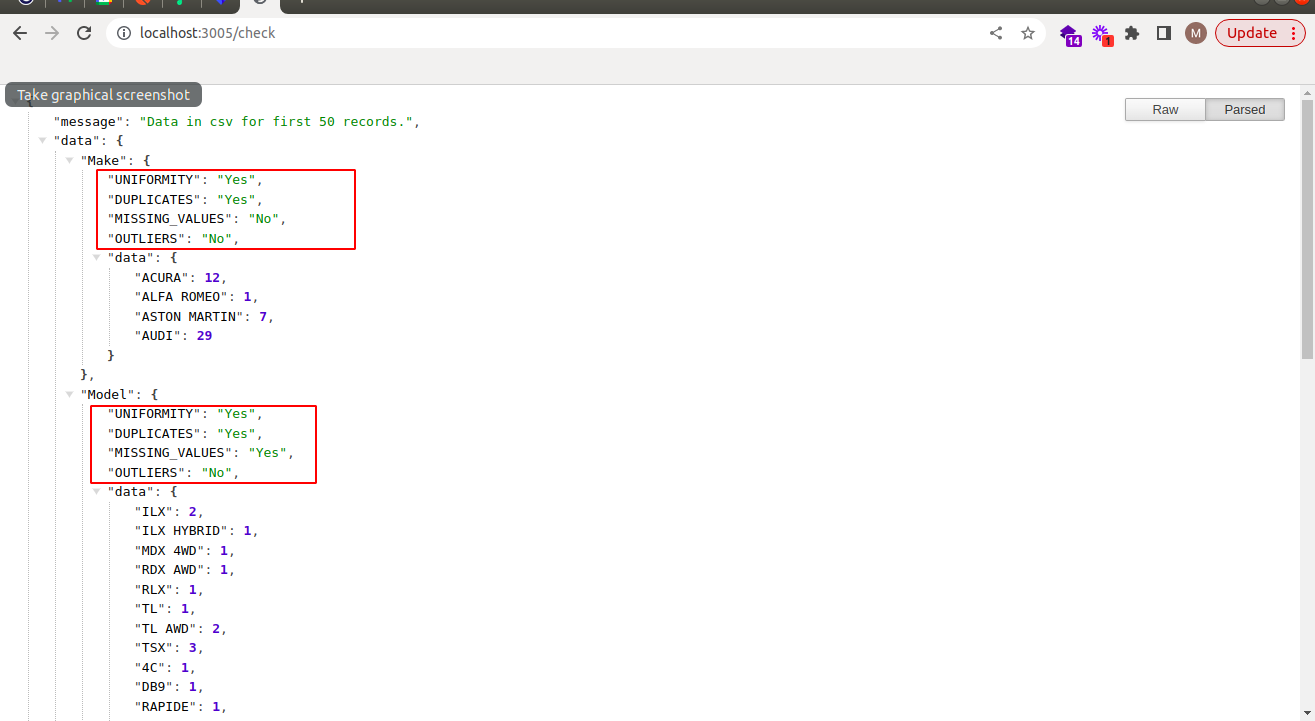 localhost:3005/check
14
1
M
Update
Take graphical screenshot
Raw
Parsed
"message": "Data in csv for first 50 records.",
"data": {
"Make": {
"UNIFORMITY": "Yes",
"DUPLICATES": "Yes",
"MISSING_VALUES": "No",
"OUTLIERS": "No",
"data": {
"ACURA": 12,
"ALFA ROMEO": 1,
"ASTON MARTIN": 7,
"AUDI": 29
}
},
"Model": {
"UNIFORMITY": "Yes",
"DUPLICATES": "Yes",
"MISSING_VALUES": "Yes",
"OUTLIERS": "No",
"data": {
"ILX": 2,
"ILX HYBRID": 1,
"MDX 4WD": 1,
"RDX AWD": 1,
"RLX": 1,
"TL": 1,
"TL AWD": 2,
"TSX": 3,
"4C": 1,
"DB9": 1,
"RAPIDE": 1,